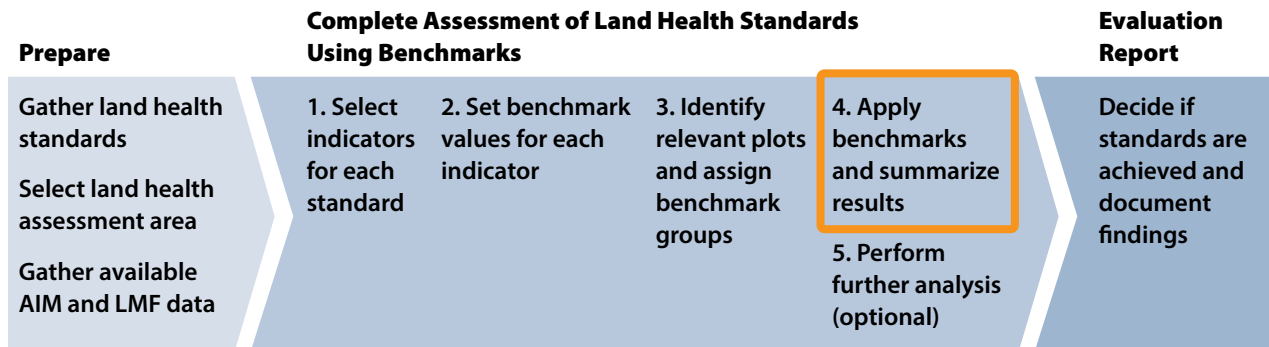 Prepare
Gather land health
standards
Select land health
assessment area
Gather available
AIM and LMF data
Complete Assessment of Land Health Standards
Using Benchmarks
1. Select
indicators
for each
standard
2. Set benchmark
values for each
indicator
3. Identify
relevant plots
and assign
benchmark
groups
4. Apply
benchmarks
and summarize
results
5. Perform
further analysis
(optional)
Evaluation
Report
Decide if
standards are
achieved and
document
findings